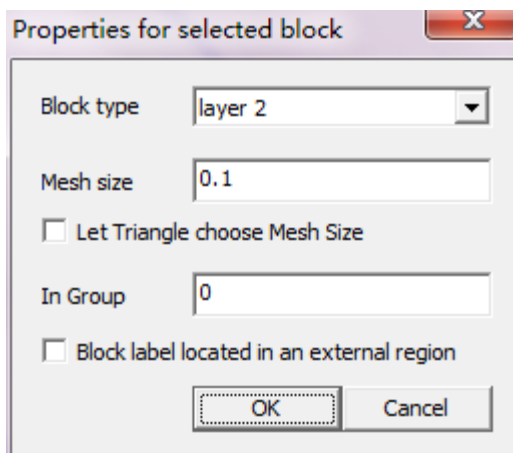 Properties for selected block
Block type layer 2
Mesh size 0.1
Let Triangle choose Mesh Size
In Group 0
Block label located in an external region
OK Cancel